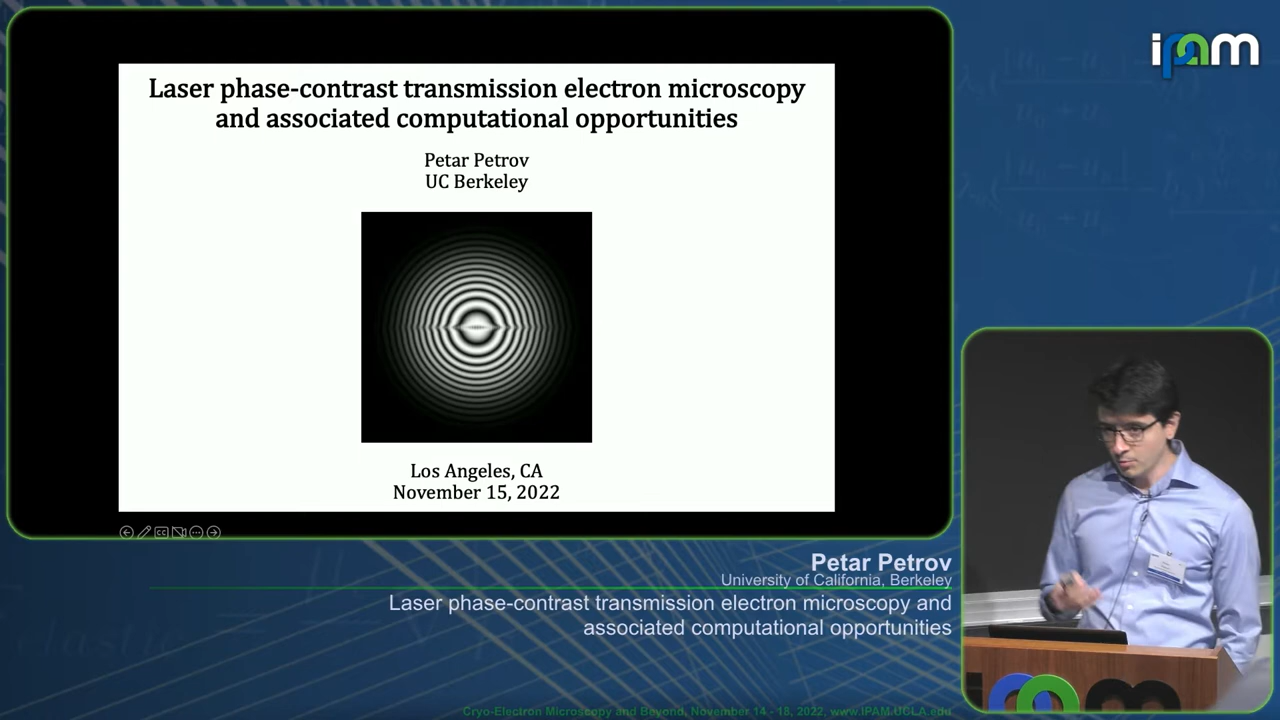 Laser phase-contrast transmission electron microscopy
and associated computational opportunities
Petar Petrov
UC Berkeley
Los Angeles, CA
November 15, 2022
ipam
Petar Petrov
University of California, Berkeley
Laser phase-contrast transmission electron microscopy and
associated computational opportunities
Cryo-Electron Microscopy and Beyond, November 14 - 18, 2022, www.IPAM.UCLA.edu